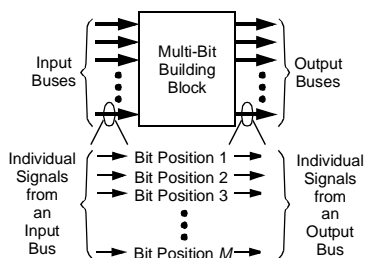 Input
Buses
Multi-Bit
Building
Block
Output
Buses
Individual
Signals
from
an
Input
Bus
Bit Position 1
Bit Position 2
Bit Position 3
Bit Position M
Individual
Signals
from
an
Output
Bus